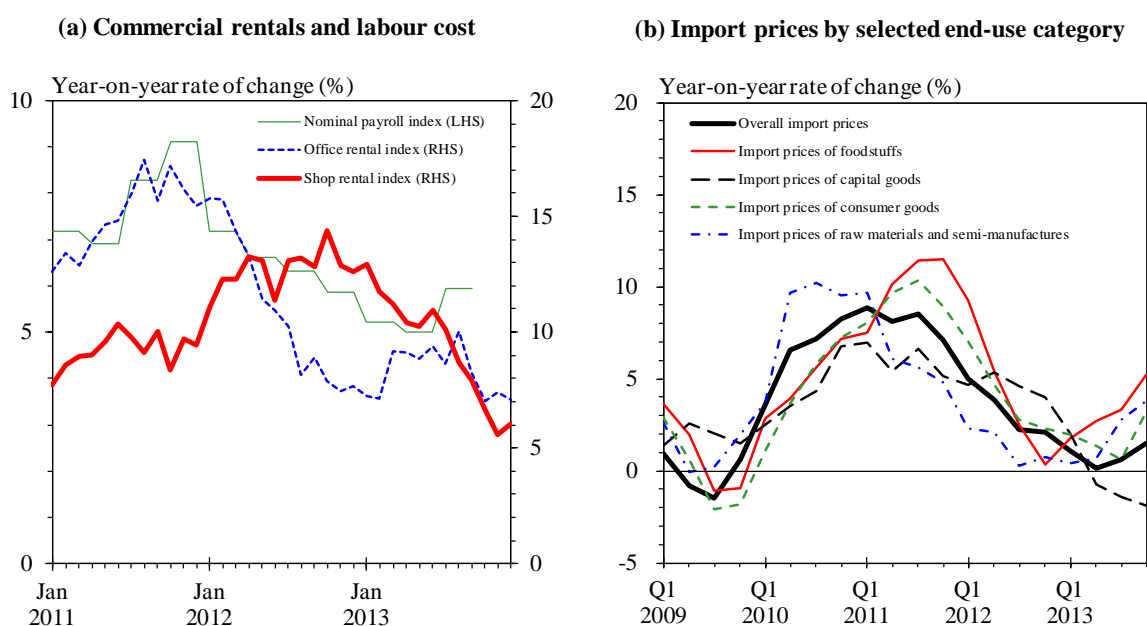 (a) Commercial rentals and labour cost
Year-on-year rate of change (%)
10
5
0
20
15
10
5
0
Nominal payroll index (LHS)
Office rental index (RHS)
Shop rental index (RHS)
Jan
2011
Jan
2012
Jan
2013
(b) Import prices by selected end-use category
Year-on-year rate of change (%)
20
15
10
5
0
-5
Overall import prices
Import prices of foodstuffs
Import prices of capital goods
Import prices of consumer goods
Import prices of raw materials and semi-manufactures
Q1
2009
Q1
2010
Q1
2011
Q1
2012
Q1
2013